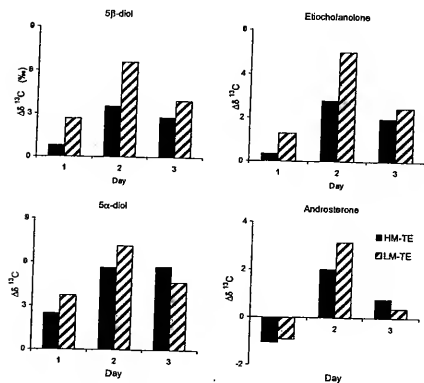 5β-diol
9
6
3
0
Δδ ¹³C (‰)
1 2 3
Day
Etiocholanolone
6
4
2
0
Δδ ¹³C
1 2 3
Day
5α-diol
9
6
3
0
Δδ ¹³C
1 2 3
Day
Androsterone
4
2
0
-2
Δδ ¹³C
2 3
Day
HM-TE
LM-TE